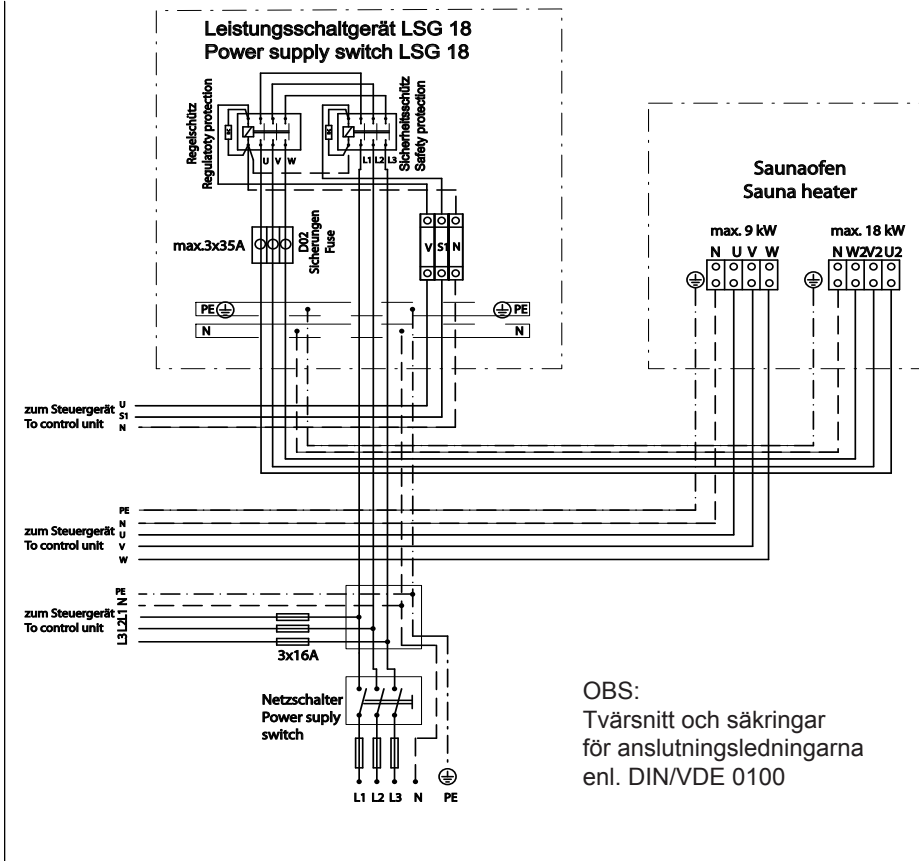 Leistungsschaltgerät LSG 18
Power supply switch LSG 18
Regelschütz
Regulatoty protection
Sicherheitsschütz
Safety protection
K
K
U V W
L1 L2 L3
max.3x35A
D02
Sicherungen
Fuse
V S1 N
PE
PE
N
N
Saunaofen
Sauna heater
max. 9 kW
max. 18 kW
N U V W
N W2 V2 U2
zum Steuergerät
To control unit
U
S1
N
zum Steuergerät
To control unit
PE
N
U
V
W
zum Steuergerät
To control unit
PE
N
L1
L2
L3
3x16A
Netzschalter
Power suply
switch
L1 L2 L3 N PE
OBS:
Tvärsnitt och säkringar
för anslutningsledningarna
enl. DIN/VDE 0100